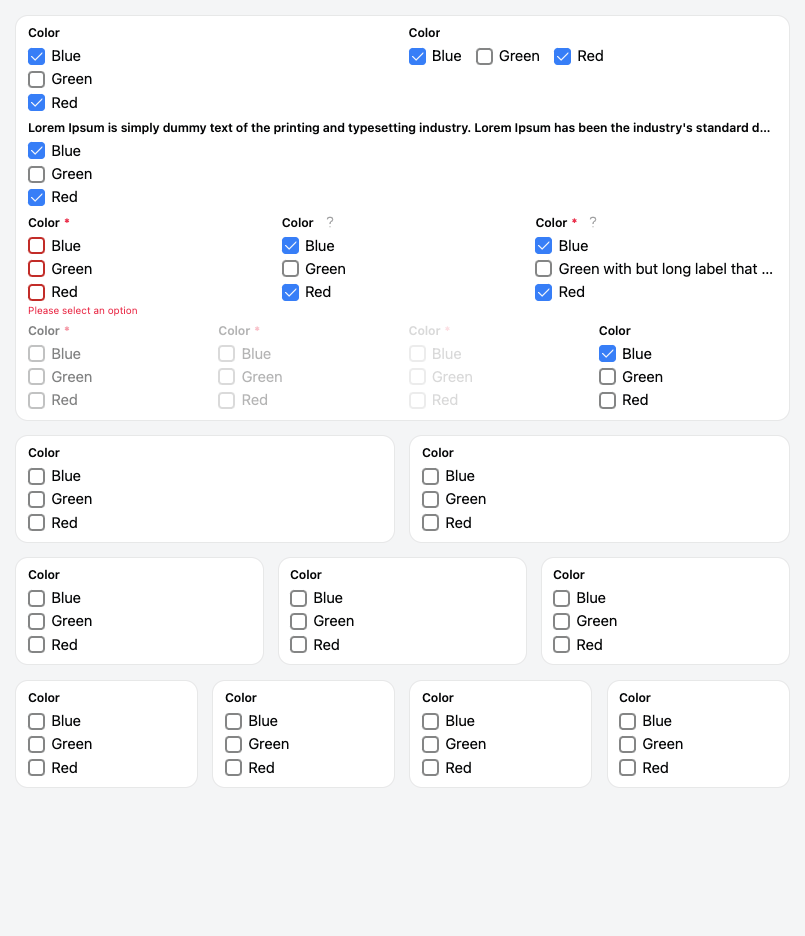 Color Color
Blue Blue Green Red
Green
Red
Lorem Ipsum is simply dummy text of the printing and typesetting industry. Lorem Ipsum has been the industry's standard d...
Blue
Green
Red
Color * Color ? Color * ?
Blue Blue Blue
Green Green Green with but long label that ...
Red Red Red
Please select an option
Color * Color * Color * Color
Blue Blue Blue Blue
Green Green Green Green
Red Red Red Red
Color Color
Blue Blue
Green Green
Red Red
Color Color Color
Blue Blue Blue
Green Green Green
Red Red Red
Color Color Color Color
Blue Blue Blue Blue
Green Green Green Green
Red Red Red Red